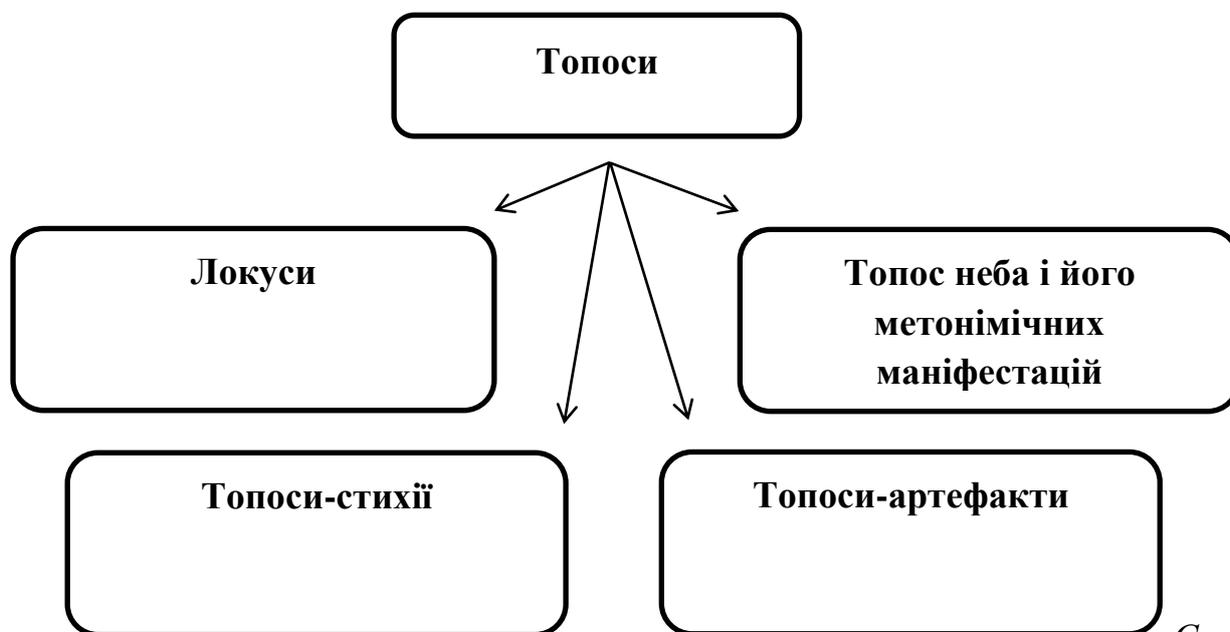 Топоси
Локуси
Топос неба і його
метонімічних
маніфестацій
Топоси-стихії
Топоси-артефакти